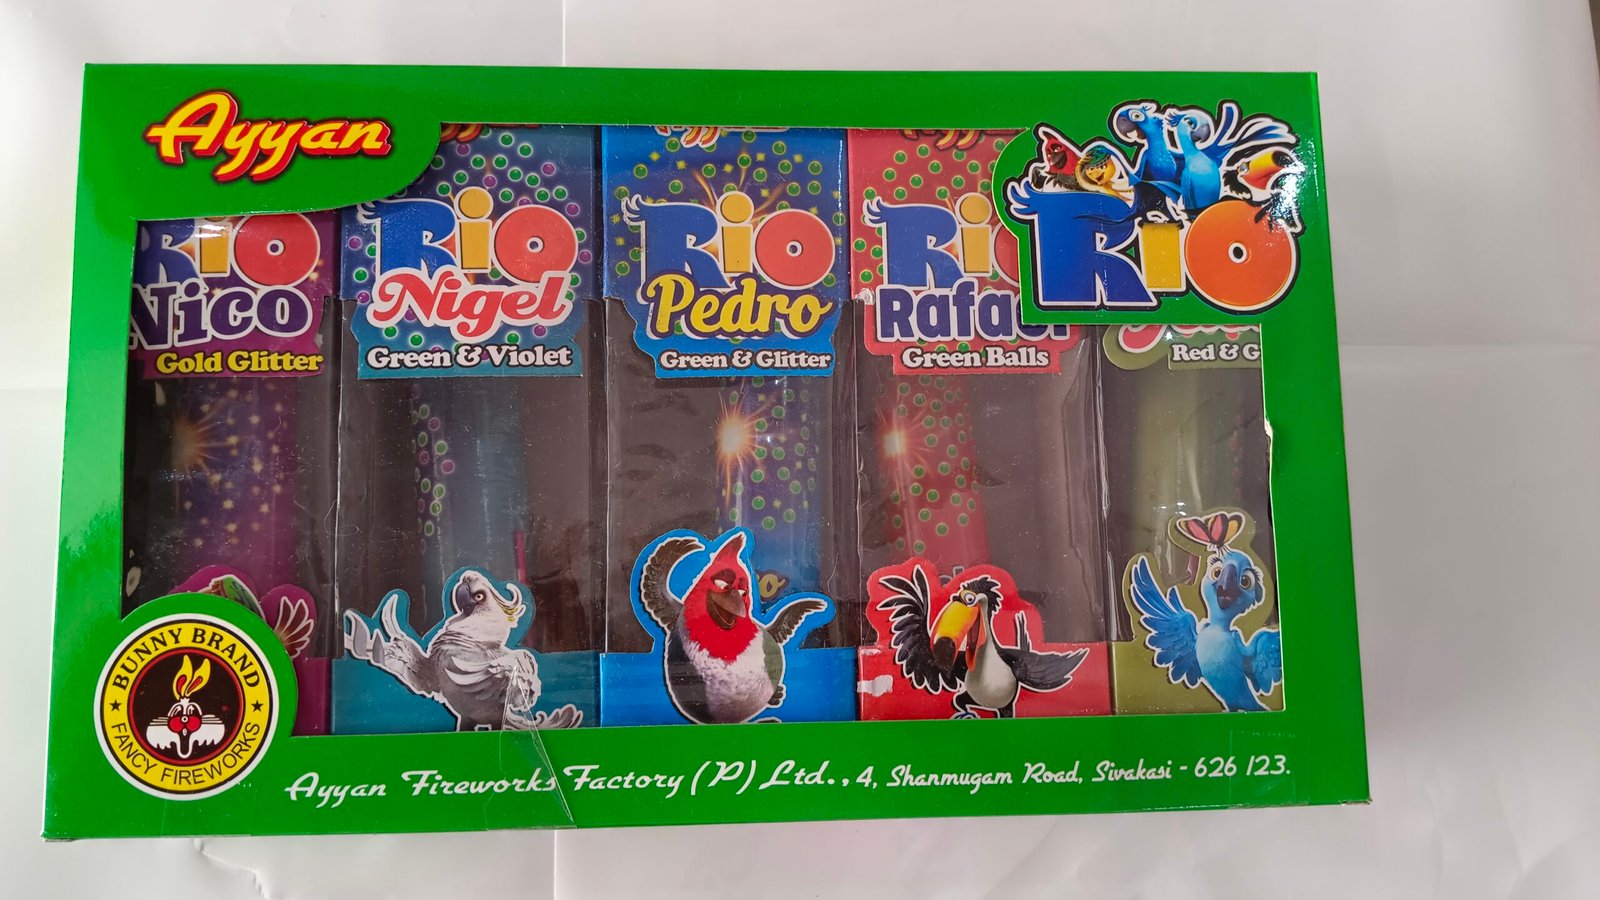 Ayyan
RiO
RiO
Nico
Gold Glitter
RiO
Nigel
Green & Violet
RiO
Pedro
Green & Glitter
Rafael
Green Balls
Red & G
BUNNY BRAND
FANCY FIREWORKS
Ayyan Fireworks Factory (P) Ltd., 4, Shanmugam Road, Sivakasi - 626 123.